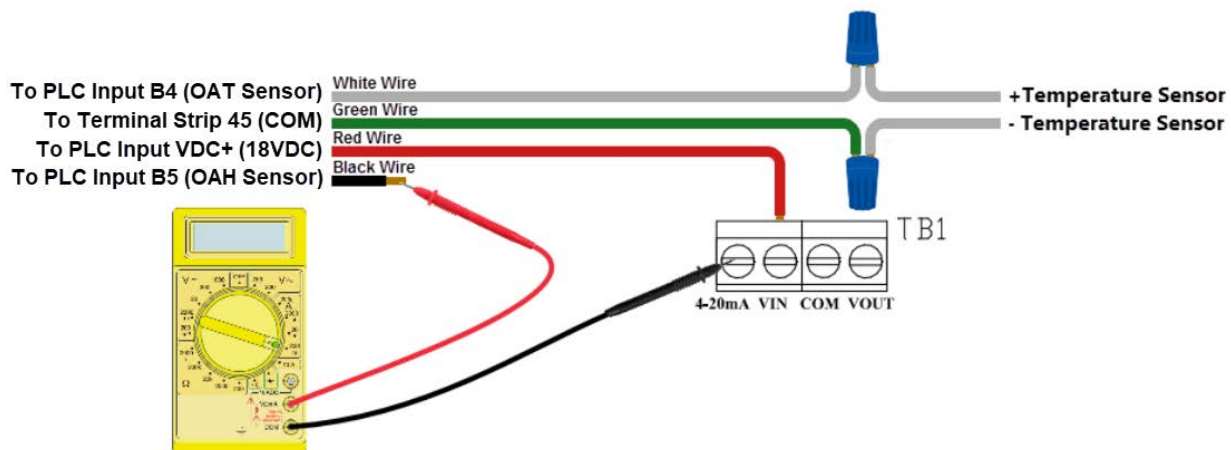 To PLC Input B4 (OAT Sensor) White Wire
+Temperature Sensor
To Terminal Strip 45 (COM) Green Wire
- Temperature Sensor
To PLC Input VDC+ (18VDC) Red Wire
To PLC Input B5 (OAH Sensor) Black Wire
TB1
4-20mA VIN COM VOUT
COM